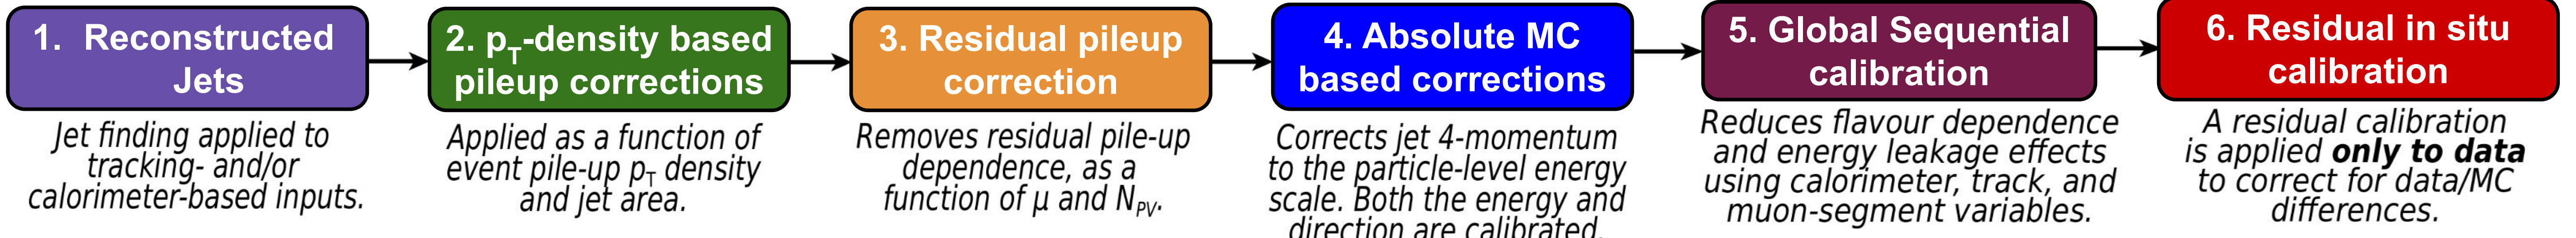 1. Reconstructed
Jets
Jet finding applied to
tracking- and/or
calorimeter-based inputs.
2. pT-density based
pileup corrections
Applied as a function of
event pile-up pT density
and jet area.
3. Residual pileup
correction
Removes residual pile-up
dependence, as a
function of μ and NPV.
4. Absolute MC
based corrections
Corrects jet 4-momentum
to the particle-level energy
scale. Both the energy and
direction are calibrated.
5. Global Sequential
calibration
Reduces flavour dependence
and energy leakage effects
using calorimeter, track, and
muon-segment variables.
6. Residual in situ
calibration
A residual calibration
is applied only to data
to correct for data/MC
differences.